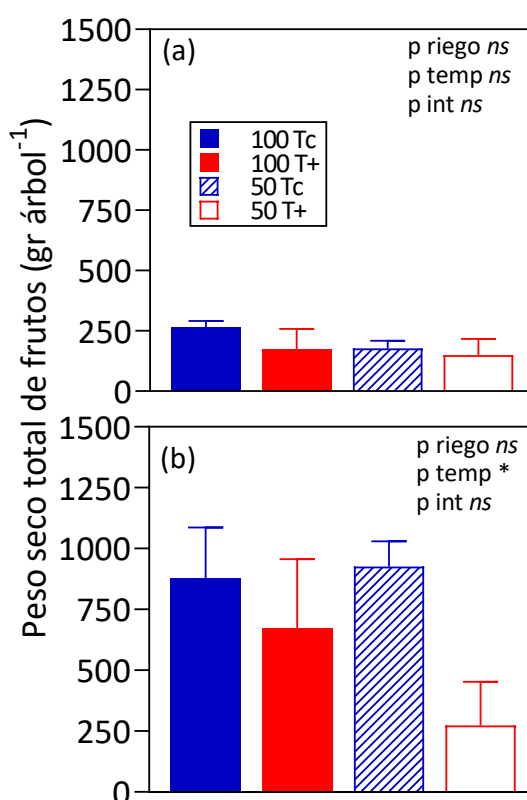 Peso seco total de frutos (gr árbol-1)
(a)
p riego ns
p temp ns
p int ns
1500
1250
1000
750
500
250
0
100 Tc
100 T+
50 Tc
50 T+
(b)
p riego ns
p temp *
p int ns
1500
1250
1000
750
500
250
0